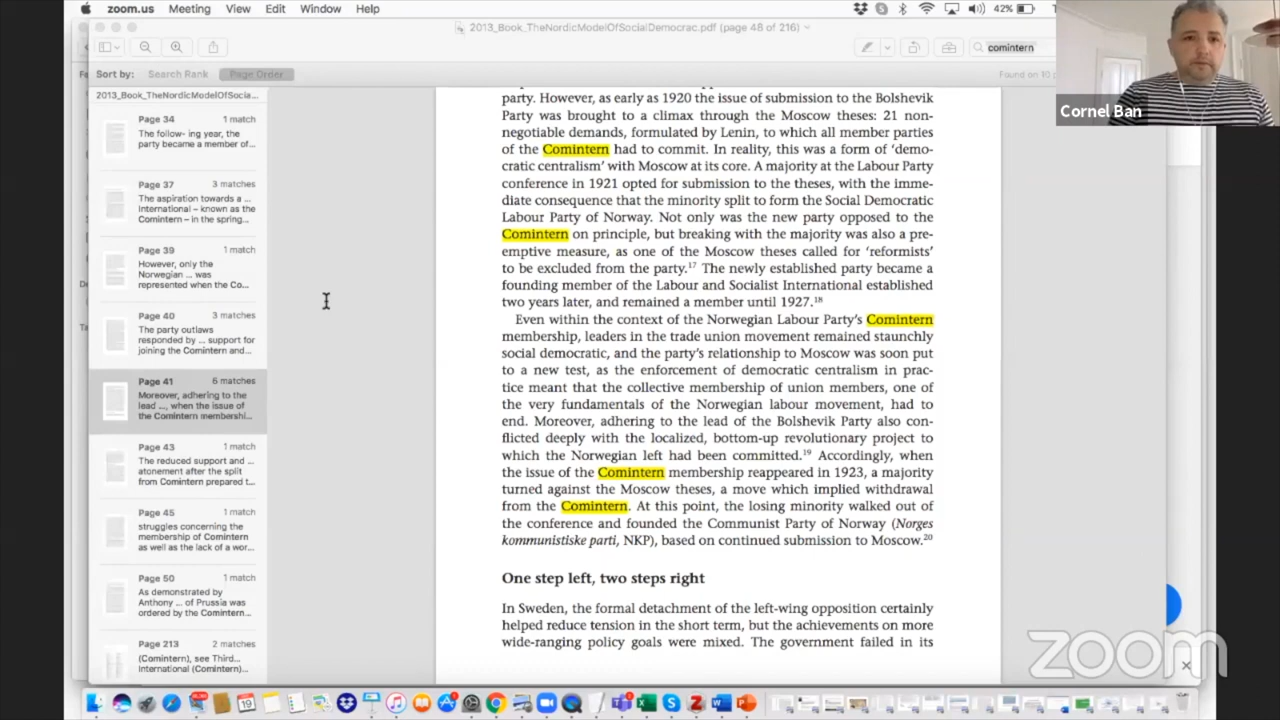 zoom.us Meeting View Edit Window Help
42%
2013_Book_TheNordicModelOfSocialDemocrac.pdf (page 48 of 216)
comintern
Sort by: Search Rank Page Order
Found on 10 p
2013_Book_TheNordicModelOfSocia...
Page 34 1 match
The follow- ing year, the
party became a member of...
Page 37 3 matches
The aspiration towards a ...
International – known as the
Comintern – in the spring...
Page 39 1 match
However, only the
Norwegian ... was
represented when the Co...
Page 40 3 matches
The party outlaws
responded by ... support for
joining the Comintern and...
Page 41 6 matches
Moreover, adhering to the
lead ..., when the issue of
the Comintern membershi...
Page 43 1 match
The reduced support and ...
atonement after the split
from Comintern prepared t...
Page 45 1 match
struggles concerning the
membership of Comintern
as well as the lack of a wor...
Page 50 1 match
As demonstrated by
Anthony ... of Prussia was
ordered by the Comintern...
Page 213 2 matches
(Comintern), see Third...
International (Comintern)...
party. However, as early as 1920 the issue of submission to the Bolshevik
Party was brought to a climax through the Moscow theses: 21 non-
negotiable demands, formulated by Lenin, to which all member parties
of the Comintern had to commit. In reality, this was a form of ‘demo-
cratic centralism’ with Moscow at its core. A majority at the Labour Party
conference in 1921 opted for submission to the theses, with the imme-
diate consequence that the minority split to form the Social Democratic
Labour Party of Norway. Not only was the new party opposed to the
Comintern on principle, but breaking with the majority was also a pre-
emptive measure, as one of the Moscow theses called for ‘reformists’
to be excluded from the party.17 The newly established party became a
founding member of the Labour and Socialist International established
two years later, and remained a member until 1927.18
Even within the context of the Norwegian Labour Party’s Comintern
membership, leaders in the trade union movement remained staunchly
social democratic, and the party’s relationship to Moscow was soon put
to a new test, as the enforcement of democratic centralism in prac-
tice meant that the collective membership of union members, one of
the very fundamentals of the Norwegian labour movement, had to
end. Moreover, adhering to the lead of the Bolshevik Party also con-
flicted deeply with the localized, bottom-up revolutionary project to
which the Norwegian left had been committed.19 Accordingly, when
the issue of the Comintern membership reappeared in 1923, a majority
turned against the Moscow theses, a move which implied withdrawal
from the Comintern. At this point, the losing minority walked out of
the conference and founded the Communist Party of Norway (Norges
kommunistiske parti, NKP), based on continued submission to Moscow.20
One step left, two steps right
In Sweden, the formal detachment of the left-wing opposition certainly
helped reduce tension in the short term, but the achievements on more
wide-ranging policy goals were mixed. The government failed in its
Cornel Ban
zoom